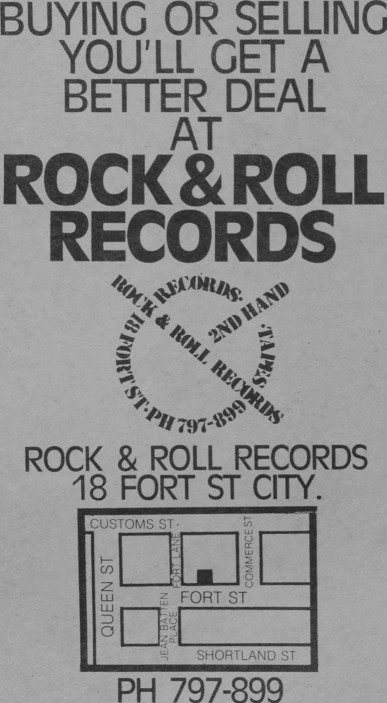 BUYING OR SELLING
YOU'LL GET A
BETTER DEAL
AT
ROCK & ROLL
RECORDS
RECORDS·
2ND HAND
·TAPES·
ROCK & ROLL RECORDS
18 FORT ST·PH 797-899
ROCK & ROLL RECORDS
18 FORT ST CITY.
CUSTOMS ST·
QUEEN ST
FORT LANE
COMMERCE ST
FORT ST
JEAN BATTEN
PLACE
SHORTLAND ST
PH 797-899